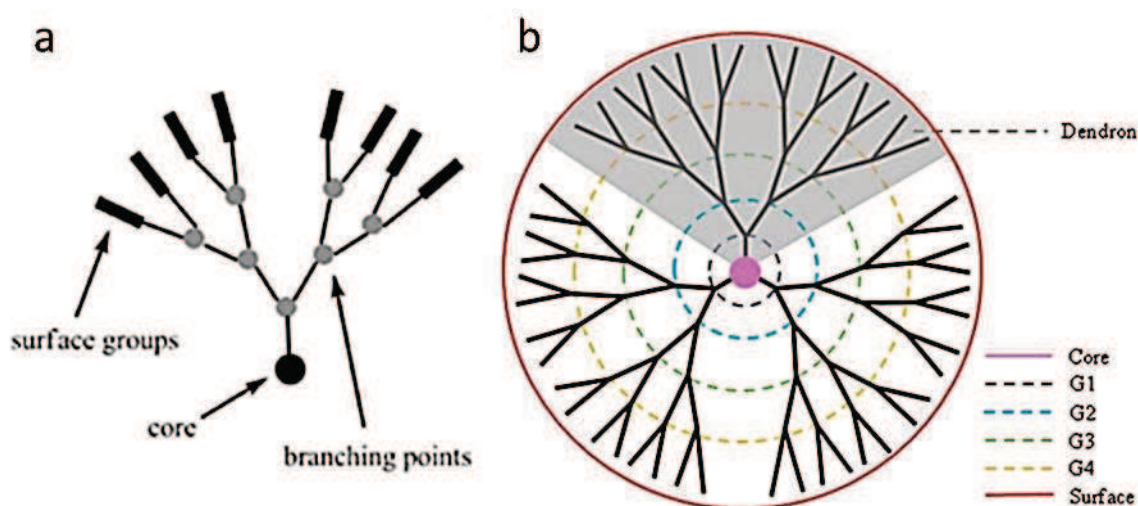 a
b
surface groups
core
branching points
Dendron
Core
G1
G2
G3
G4
Surface